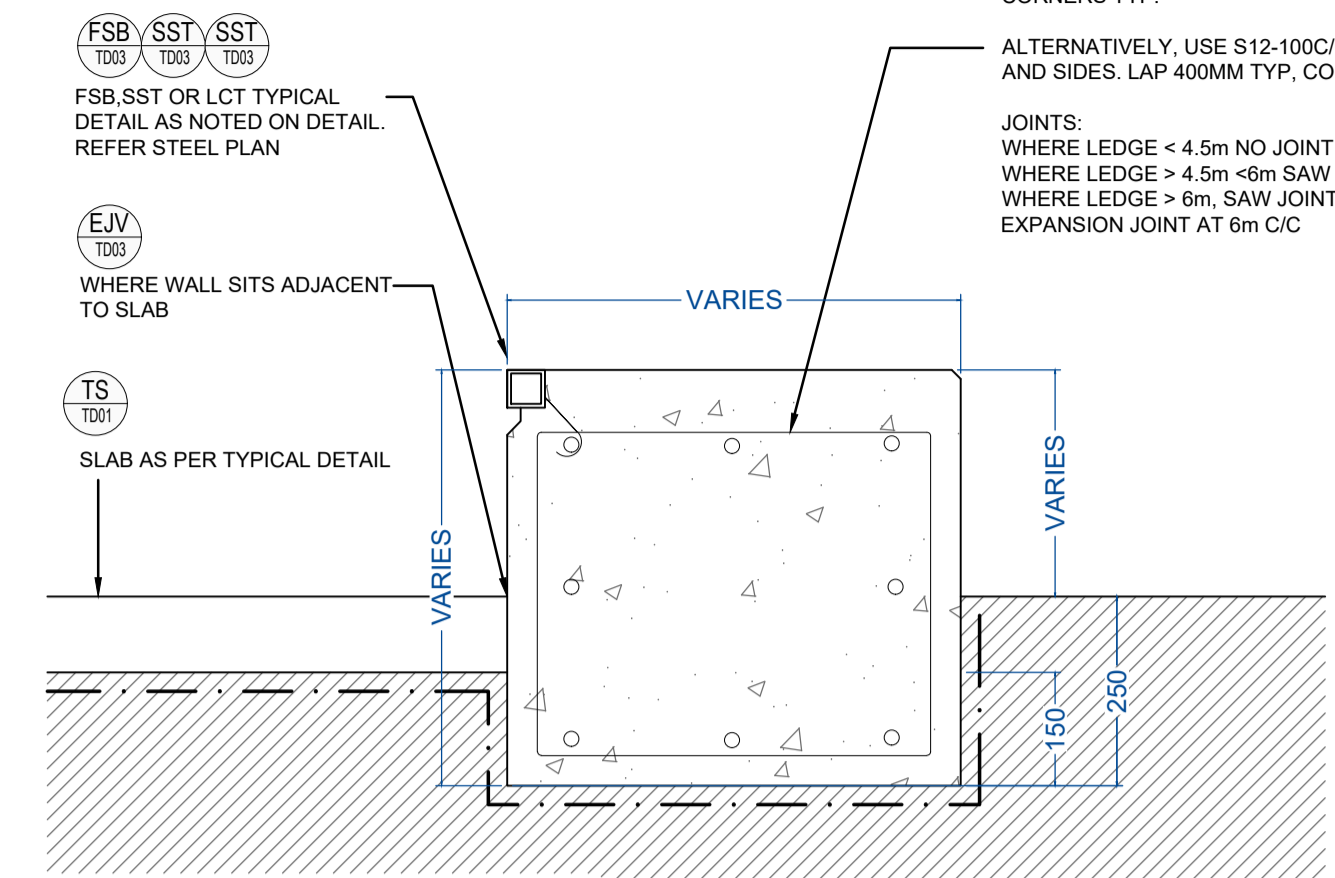 FSB SST SST
TD03 TD03 TD03
FSB,SST OR LCT TYPICAL
DETAIL AS NOTED ON DETAIL.
REFER STEEL PLAN
EJV
TD03
WHERE WALL SITS ADJACENT
TO SLAB
TS
TD01
SLAB AS PER TYPICAL DETAIL
ALTERNATIVELY, USE S12-100C/
AND SIDES. LAP 400MM TYP, CO
JOINTS:
WHERE LEDGE < 4.5m NO JOINT
WHERE LEDGE > 4.5m <6m SAW
WHERE LEDGE > 6m, SAW JOINT
EXPANSION JOINT AT 6m C/C
VARIES
VARIES
VARIES
150
250